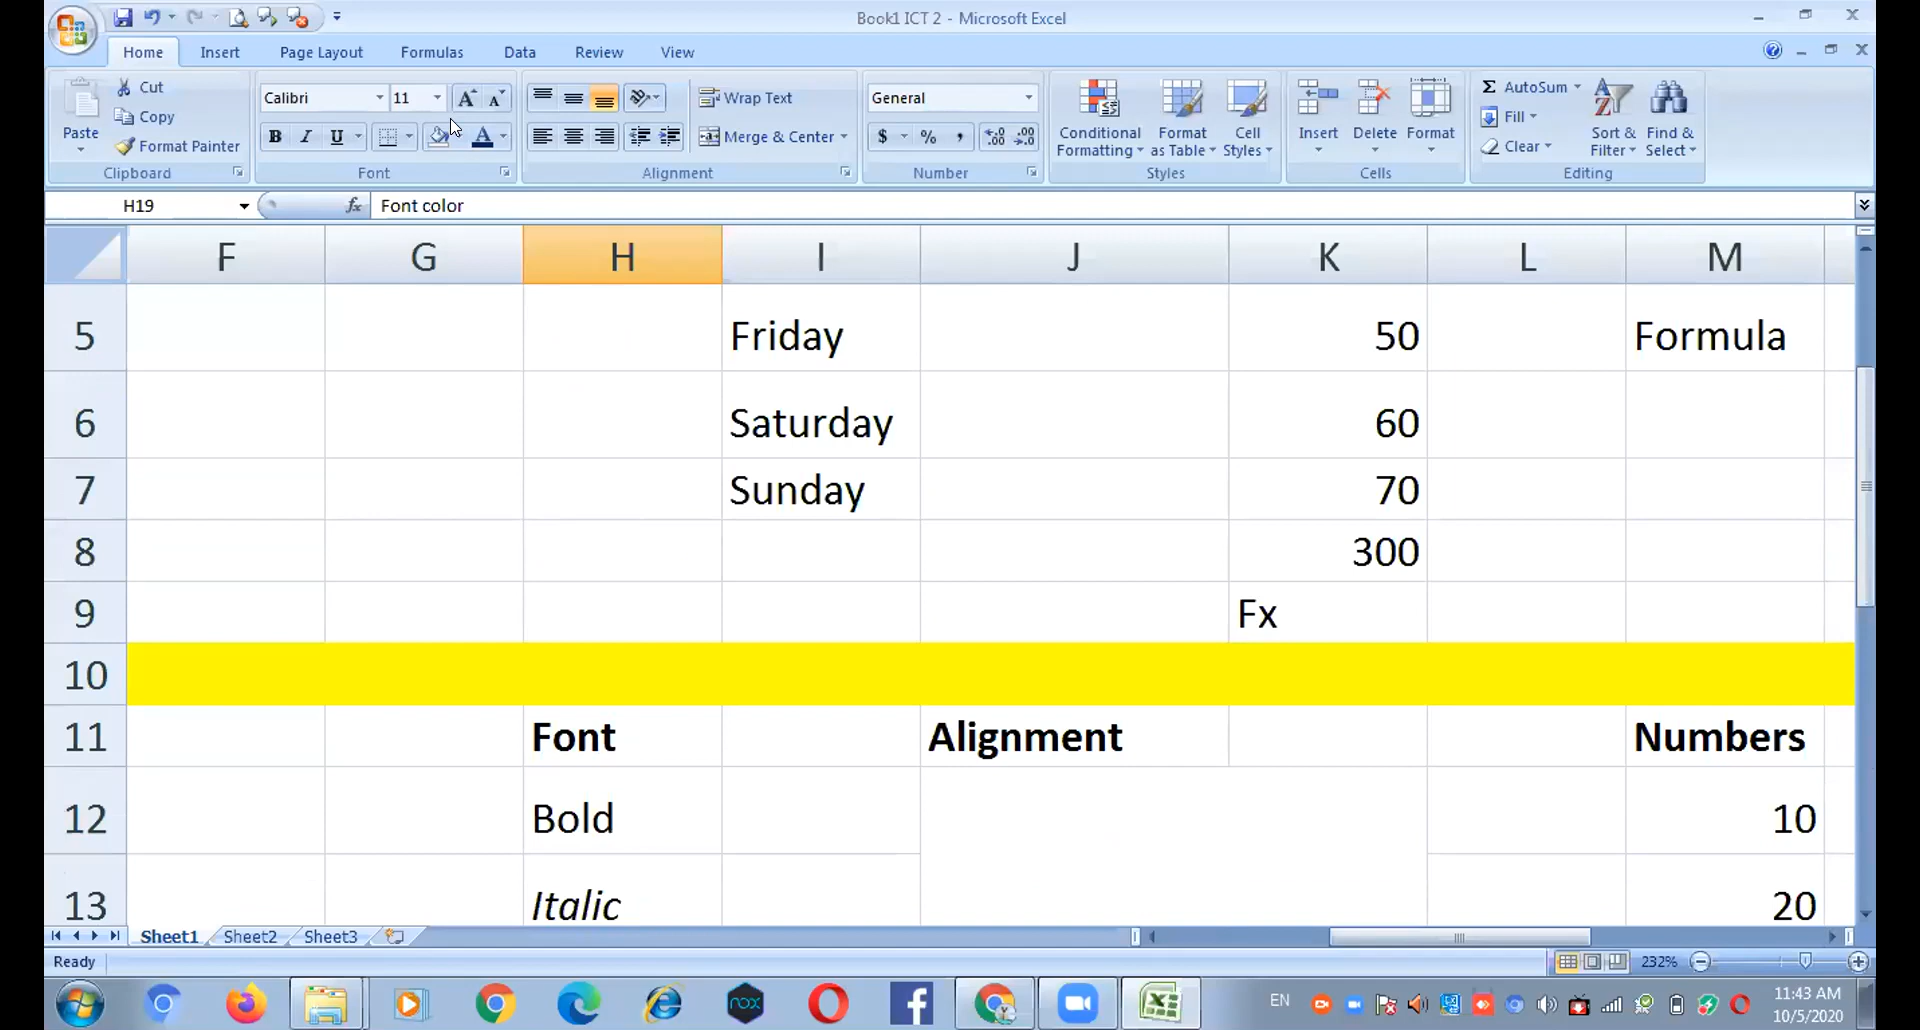 Book1 ICT 2 - Microsoft Excel
Home Insert Page Layout Formulas Data Review View
Paste
Cut
Copy
Format Painter
Clipboard
Calibri 11
A A
B I U A
Font
Wrap Text
Merge & Center
Alignment
General
$ % ,
Number
Conditional Formatting
Format as Table
Cell Styles
Styles
Insert Delete Format
Cells
Σ AutoSum
Fill
Clear
Sort & Filter
Find & Select
Editing
H19 fx Font color
F G H I J K L M
5 Friday 50 Formula
6 Saturday 60
7 Sunday 70
8 300
9 Fx
10
11 Font Alignment Numbers
12 Bold 10
13 Italic 20
Sheet1 Sheet2 Sheet3
Ready 232%
nox
EN
11:43 AM
10/5/2020